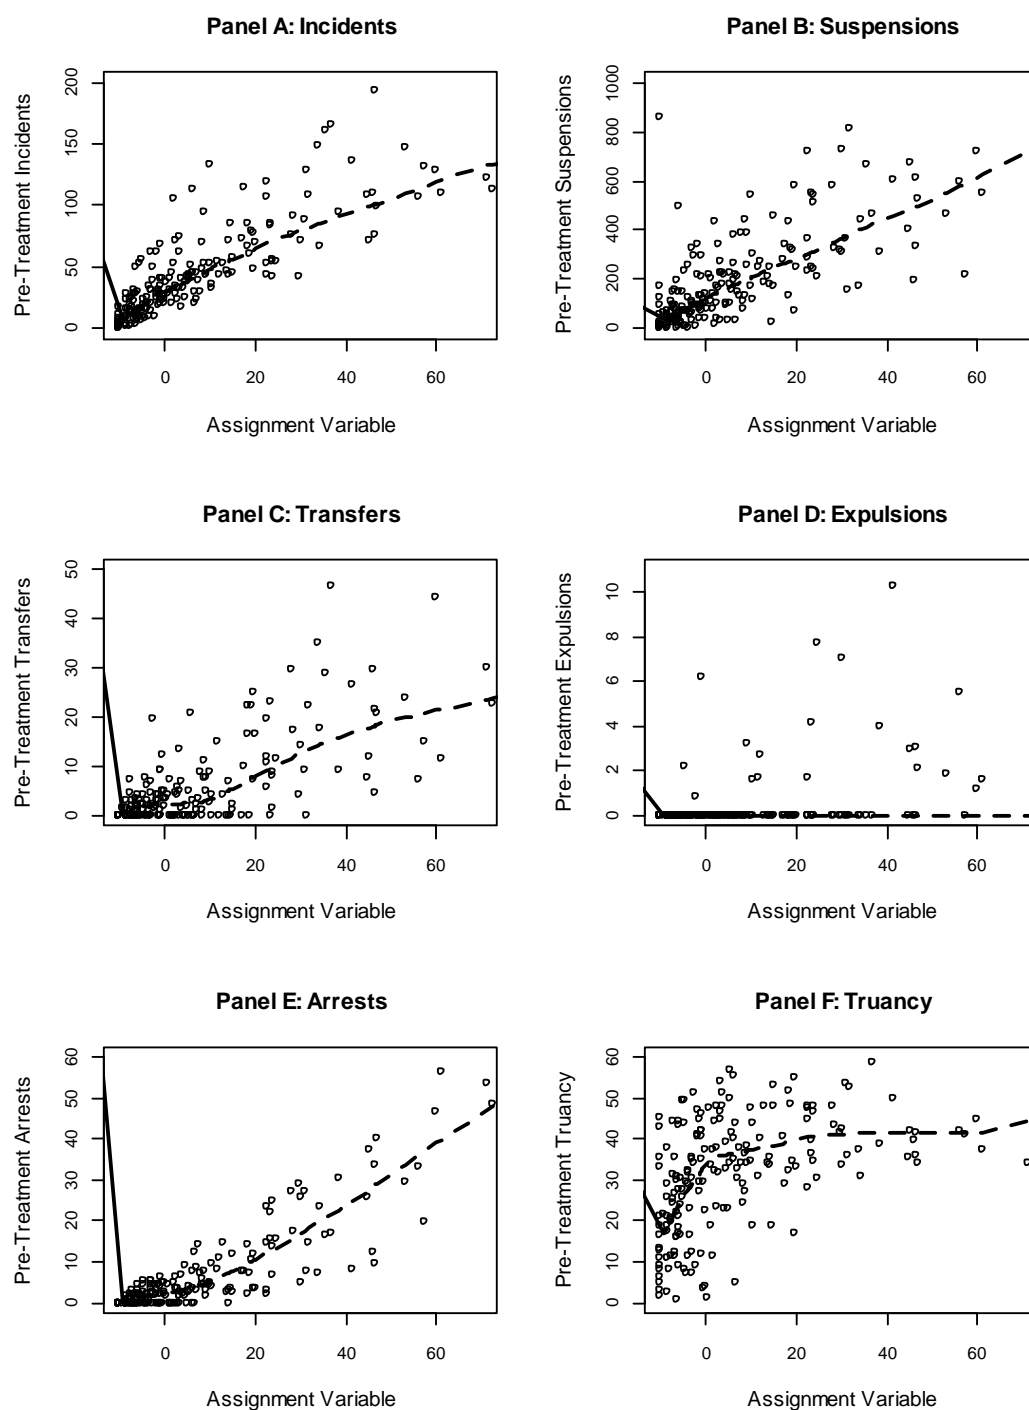 Panel A: Incidents
Pre-Treatment Incidents
200
150
100
50
0
0 20 40 60
Assignment Variable
Panel B: Suspensions
Pre-Treatment Suspensions
1000
800
600
400
200
0
0 20 40 60
Assignment Variable
Panel C: Transfers
Pre-Treatment Transfers
50
40
30
20
10
0
0 20 40 60
Assignment Variable
Panel D: Expulsions
Pre-Treatment Expulsions
10
8
6
4
2
0
0 20 40 60
Assignment Variable
Panel E: Arrests
Pre-Treatment Arrests
60
50
40
30
20
10
0
0 20 40 60
Assignment Variable
Panel F: Truancy
Pre-Treatment Truancy
60
50
40
30
20
10
0
0 20 40 60
Assignment Variable